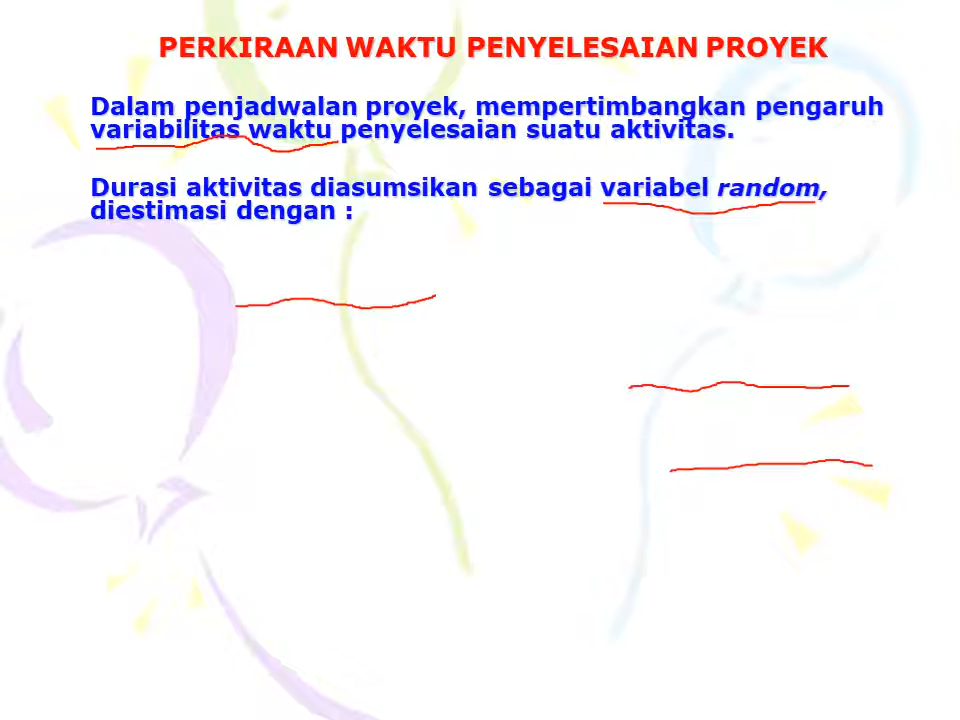 PERKIRAAN WAKTU PENYELESAIAN PROYEK
Dalam penjadwalan proyek, mempertimbangkan pengaruh
variabilitas waktu penyelesaian suatu aktivitas.
Durasi aktivitas diasumsikan sebagai variabel random,
diestimasi dengan :